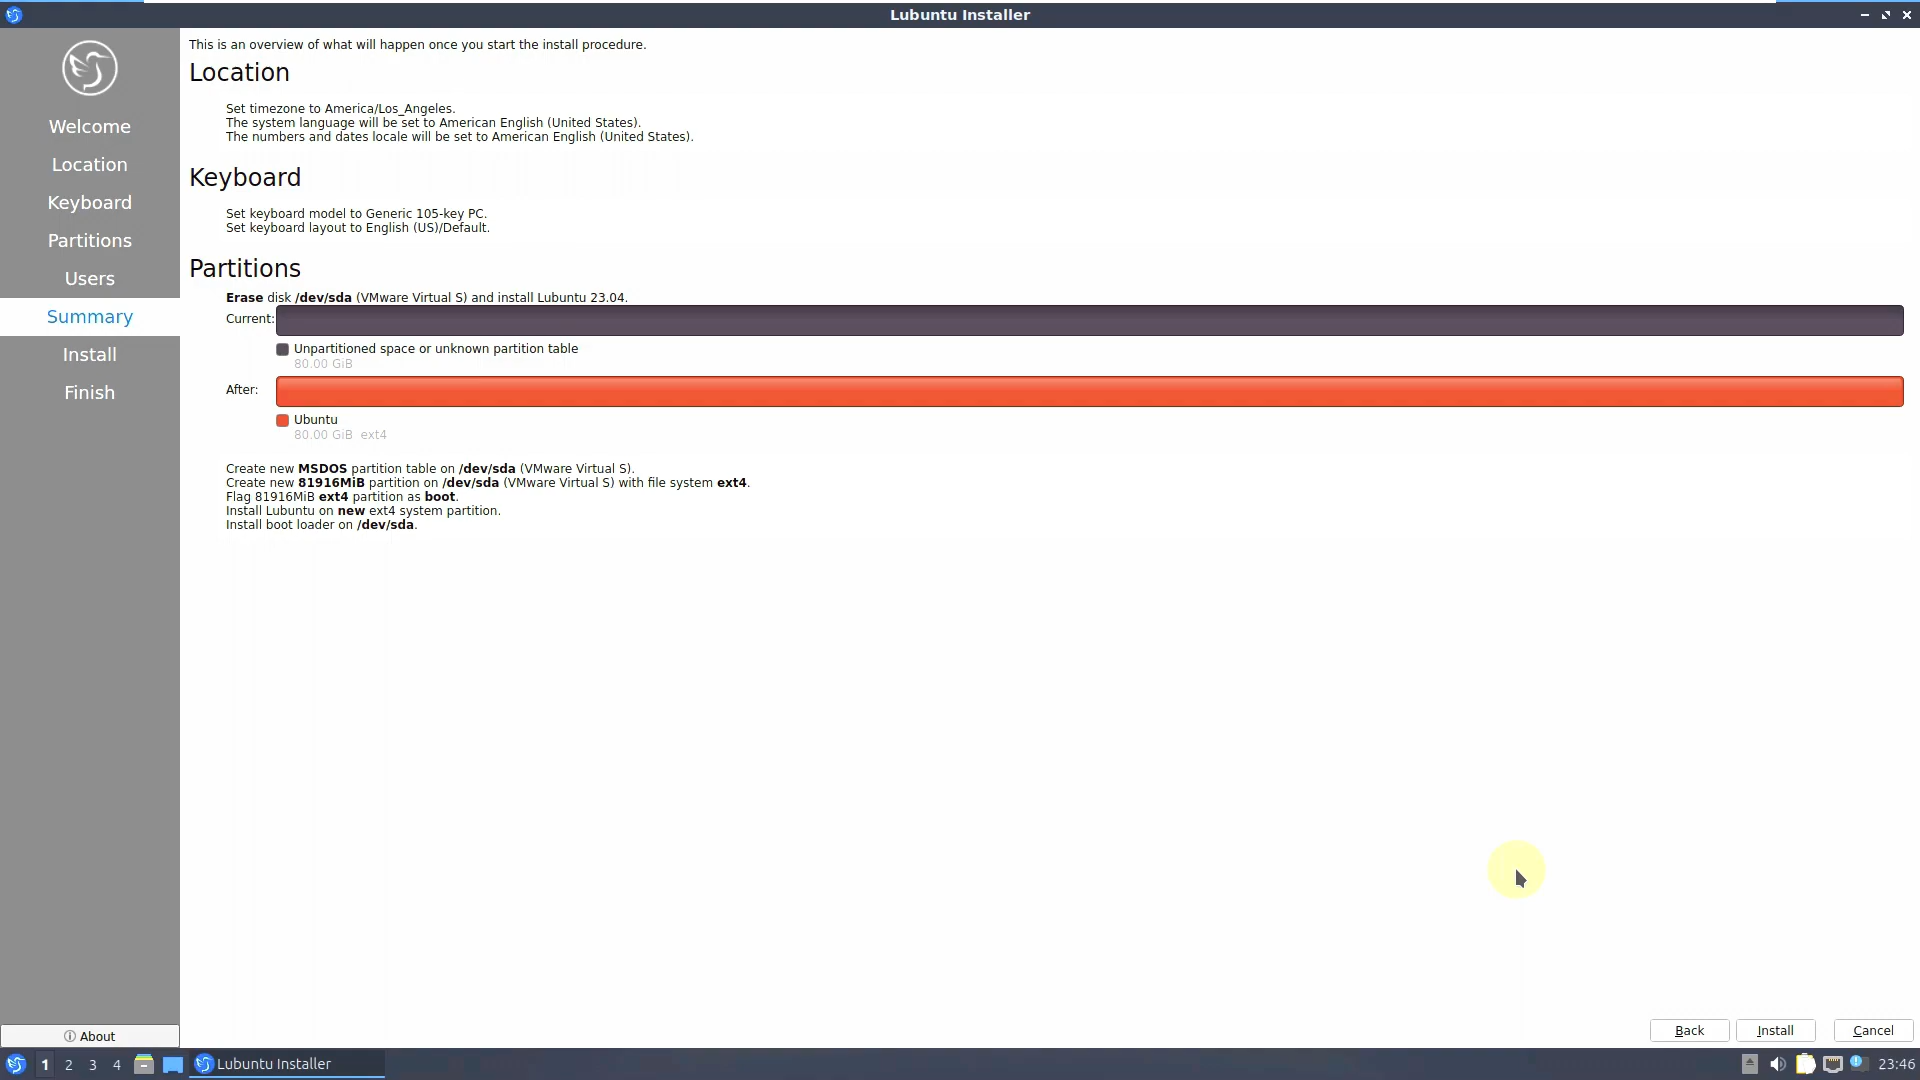 Lubuntu Installer
Welcome
Location
Keyboard
Partitions
Users
Summary
Install
Finish
About
This is an overview of what will happen once you start the install procedure.
Location
Set timezone to America/Los_Angeles.
The system language will be set to American English (United States).
The numbers and dates locale will be set to American English (United States).
Keyboard
Set keyboard model to Generic 105-key PC.
Set keyboard layout to English (US)/Default.
Partitions
Erase disk /dev/sda (VMware Virtual S) and install Lubuntu 23.04.
Current:
Unpartitioned space or unknown partition table
80.00 GiB
After:
Ubuntu
80.00 GiB ext4
Create new MSDOS partition table on /dev/sda (VMware Virtual S).
Create new 81916MiB partition on /dev/sda (VMware Virtual S) with file system ext4.
Flag 81916MiB ext4 partition as boot.
Install Lubuntu on new ext4 system partition.
Install boot loader on /dev/sda.
Back Install Cancel
1 2 3 4 Lubuntu Installer 23:46